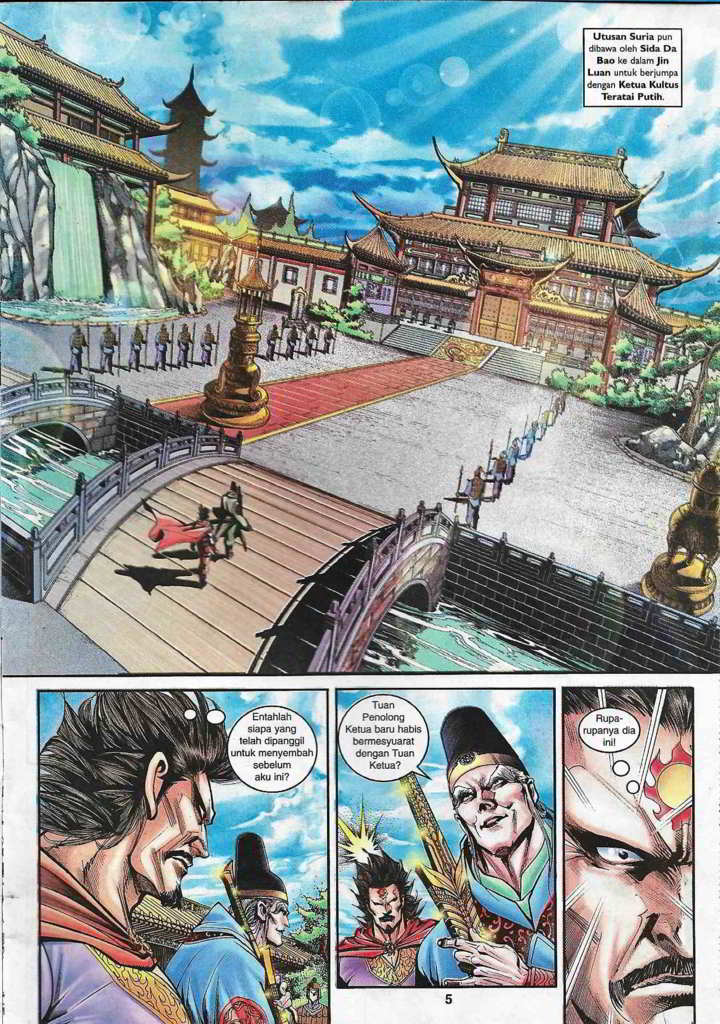 Utusan Suria pun
dibawa oleh Sida Da
Bao ke dalam Jin
Luan untuk berjumpa
dengan Ketua Kultus
Teratai Putih.
Entahlah
siapa yang
telah dipanggil
untuk menyembah
sebelum
aku ini?
Tuan
Penolong
Ketua baru habis
bermesyuarat
dengan Tuan
Ketua?
Rupa-
rupanya dia
ini!
5